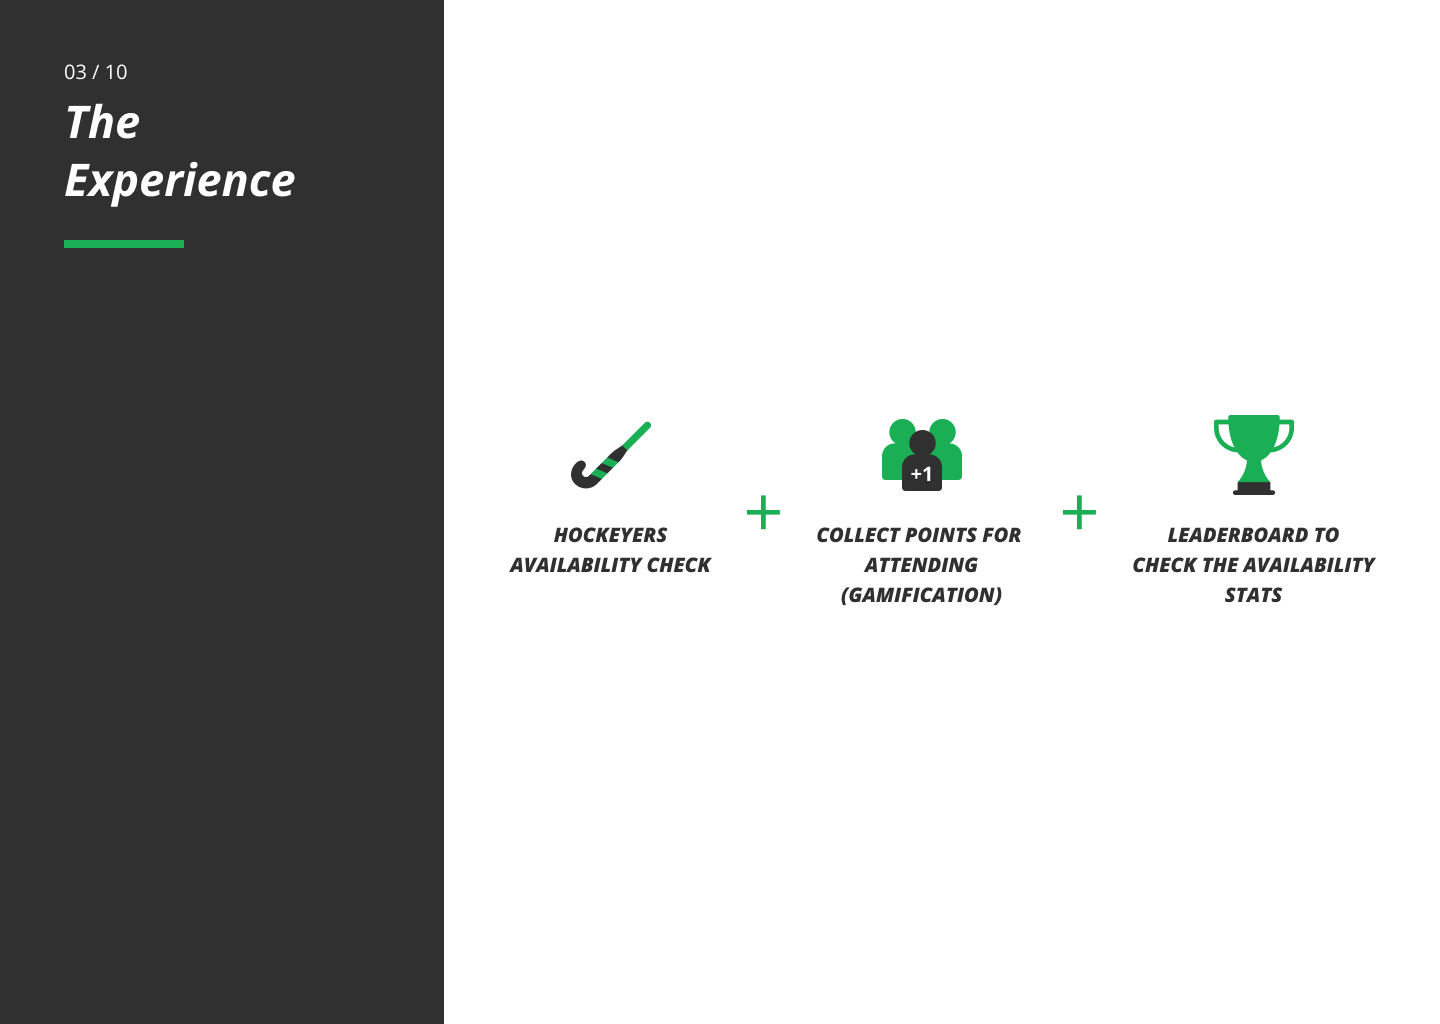 03 / 10
The
Experience
+1
HOCKEYERS
AVAILABILITY CHECK
+
COLLECT POINTS FOR
ATTENDING
(GAMIFICATION)
+
LEADERBOARD TO
CHECK THE AVAILABILITY
STATS